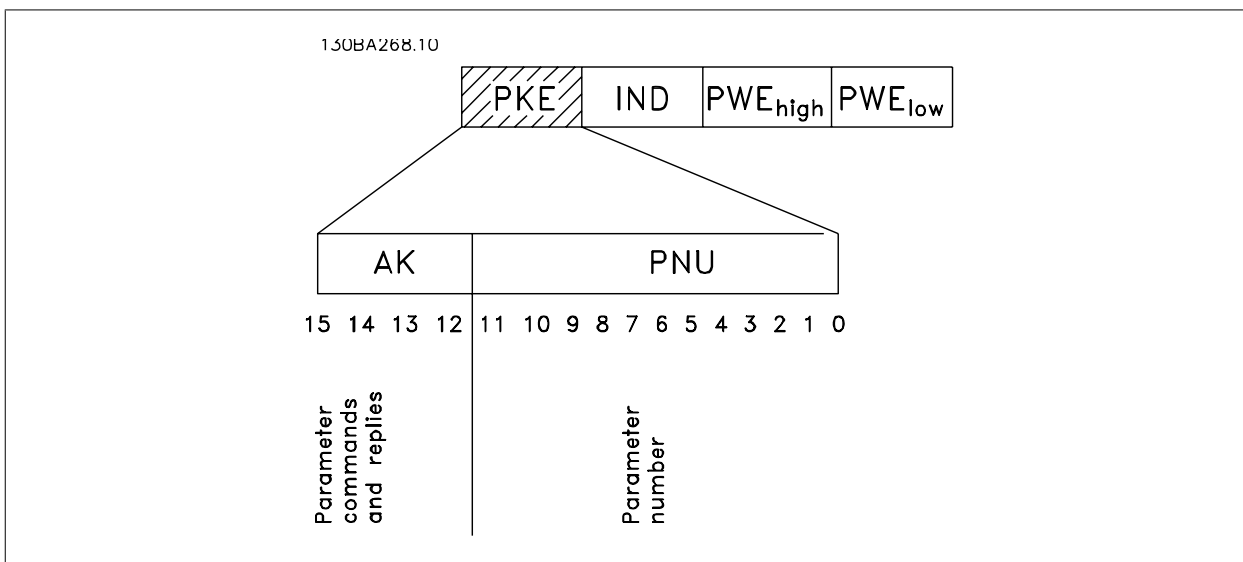 130BA268.10
PKE IND PWEhigh PWElow
AK PNU
15 14 13 12 11 10 9 8 7 6 5 4 3 2 1 0
Parameter
commands
and replies
Parameter
number